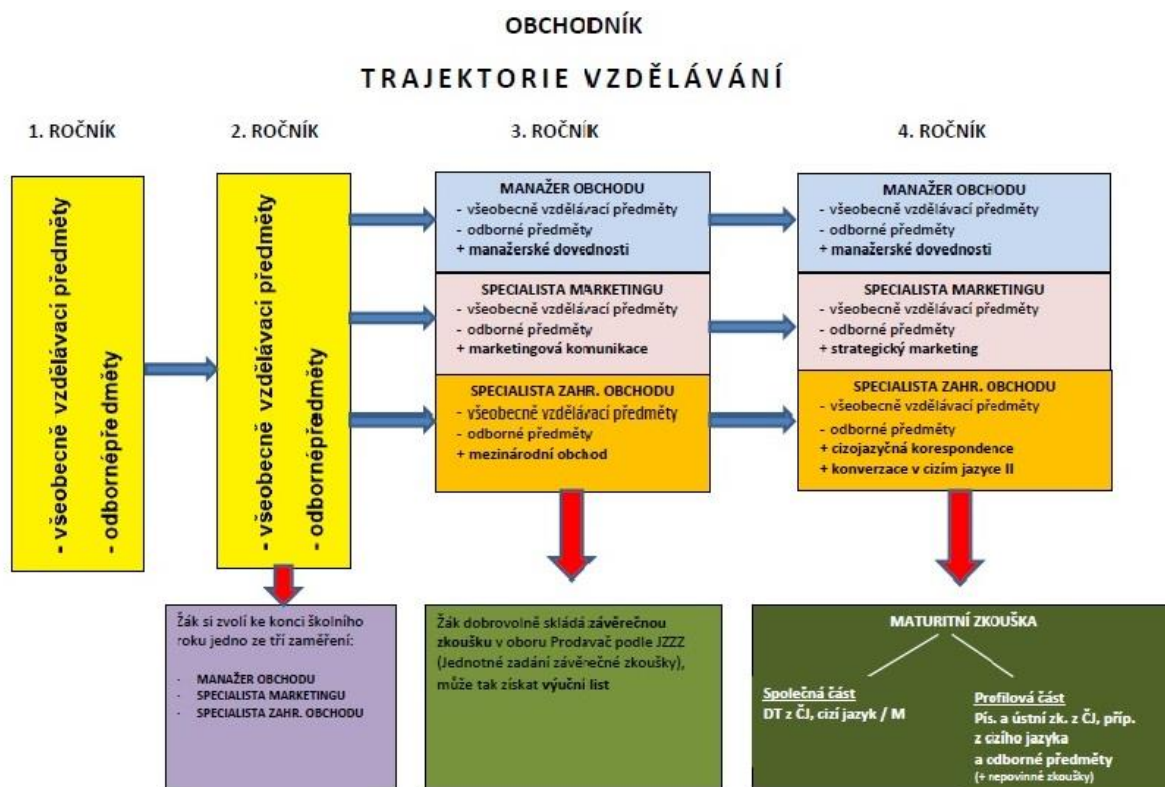 OBCHODNÍK
TRAJEKTORIE VZDĚLÁVÁNÍ
1. ROČNÍK
2. ROČNÍK
3. ROČNÍK
4. ROČNÍK
- všeobecně vzdělávací předměty
- odbornépře dměty
- všeobecně vzdělávací předměty
- odbornépředměty
MANAŽER OBCHODU
- všeobecně vzdělávací předměty
- odborné předměty
+ manažerské dovednosti
SPECIALISTA MARKETINGU
- všeobecně vzdělávací předměty
- odborné předměty
+ marketingová komunikace
SPECIALISTA ZAHR. OBCHODU
- všeobecně vzdělávací předměty
- odborné předměty
+ mezinárodní obchod
MANAŽER OBCHODU
- všeobecně vzdělávací předměty
- odborné předměty
+ manažerské dovednosti
SPECIALISTA MARKETINGU
- všeobecně vzdělávací předměty
- odborné předměty
+ strategický marketing
SPECIALISTA ZAHR. OBCHODU
- všeobecně vzdělávací předměty
- odborné předměty
+ cizojazyčná korespondence
+ konverzace v cizím jazyce II
Žák si zvolí ke konci školního
roku jedno ze tří zaměření:
- MANAŽER OBCHODU
- SPECIALISTA MARKETINGU
- SPECIALISTA ZAHR. OBCHODU
Žák dobrovolně skládá závěrečnou
zkoušku v oboru Prodavač podle JZZZ
(Jednotné zadání závěrečné zkoušky),
může tak získat výuční list
MATURITNÍ ZKOUŠKA
Společná část
DT z ČJ, cizí jazyk / M
Profilová část
Pís. a ústní zk. z ČJ, příp.
z cizího jazyka
a odborné předměty
(+ nepovinné zkoušky)